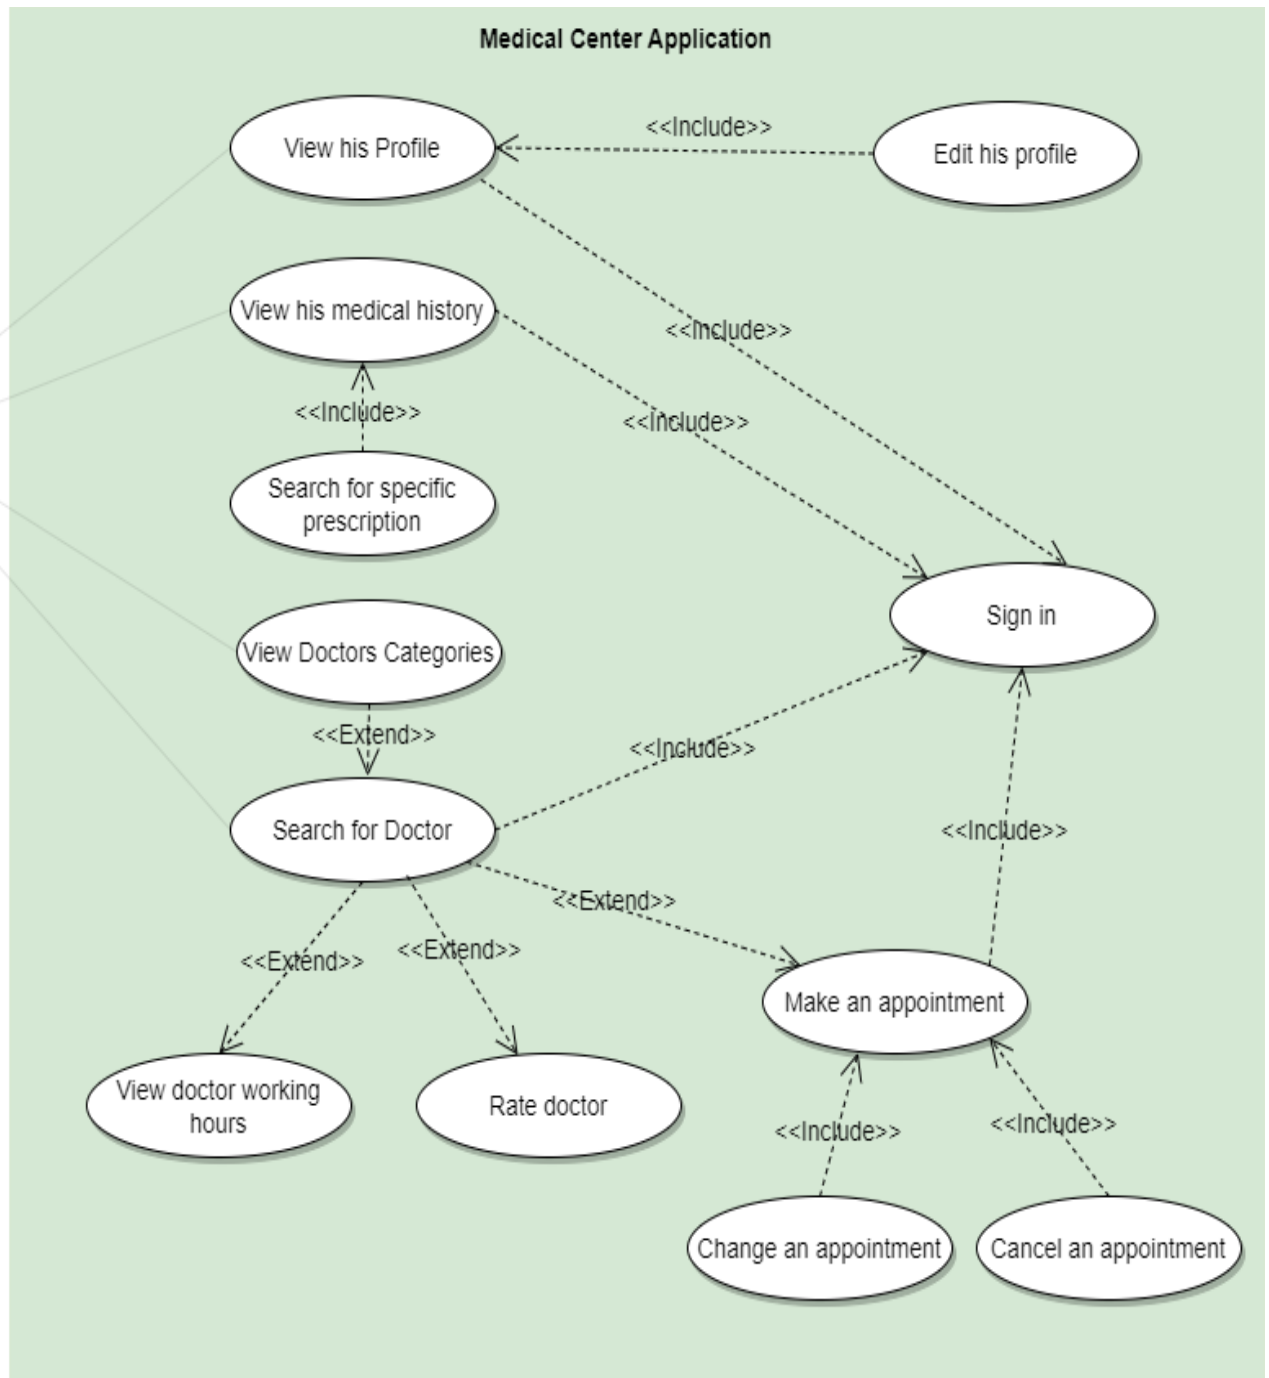 Medical Center Application
<<Include>>
View his Profile
Edit his profile
View his medical history
<<Include>>
<<Include>>
<<Include>>
Search for specific
prescription
Sign in
View Doctors Categories
<<Extend>>
<<Include>>
Search for Doctor
<<Include>>
<<Extend>>
<<Extend>>
<<Extend>>
Make an appointment
View doctor working
hours
Rate doctor
<<Include>>
<<Include>>
Change an appointment
Cancel an appointment